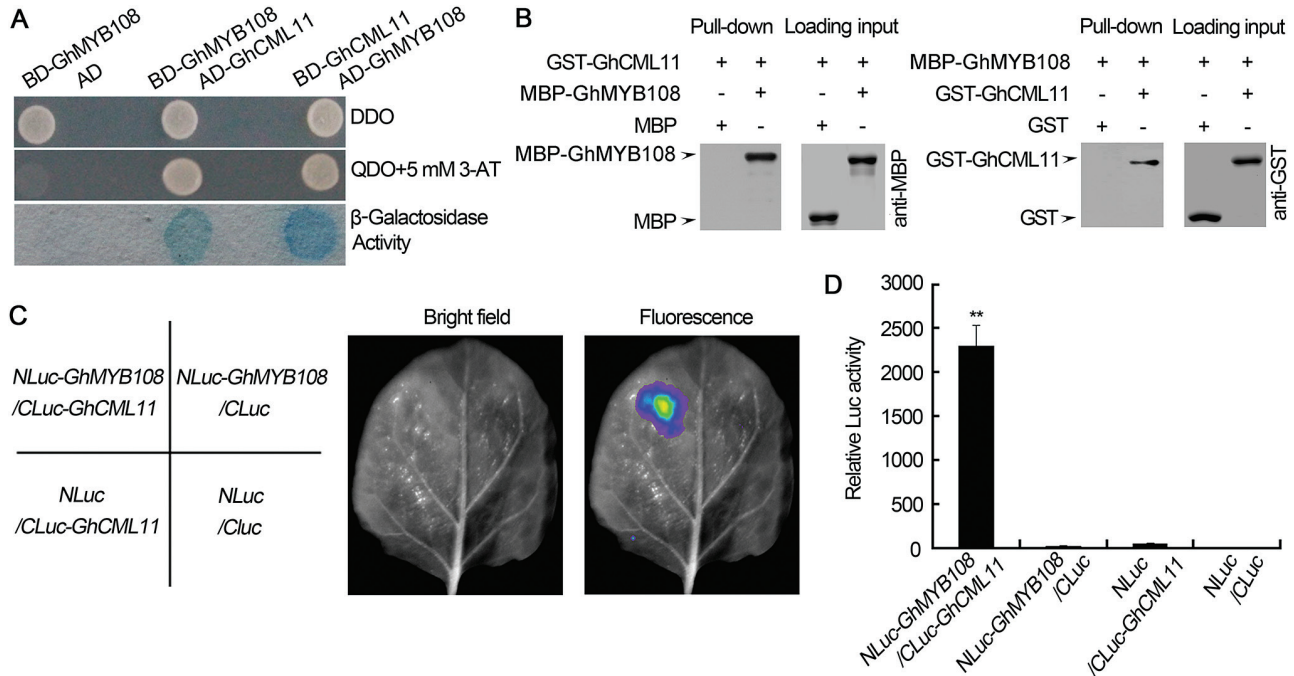 A
BD-GhMYB108
AD
BD-GhMYB108
AD-GhCML11
BD-GhCML11
AD-GhMYB108
DDO
QDO+5 mM 3-AT
β-Galactosidase
Activity
B
Pull-down Loading input
GST-GhCML11 + + + +
MBP-GhMYB108 - + - +
MBP + - + -
MBP-GhMYB108
MBP
anti-MBP
Pull-down Loading input
MBP-GhMYB108 + + + +
GST-GhCML11 - + - +
GST + - + -
GST-GhCML11
GST
anti-GST
C
NLuc-GhMYB108
/CLuc-GhCML11
NLuc-GhMYB108
/CLuc
NLuc
/CLuc-GhCML11
NLuc
/Cluc
Bright field
Fluorescence
D
Relative Luc activity
3000
2500
2000
1500
1000
500
0
**
NLuc-GhMYB108
/CLuc-GhCML11
NLuc-GhMYB108
/CLuc
NLuc
/CLuc-GhCML11
NLuc
/CLuc